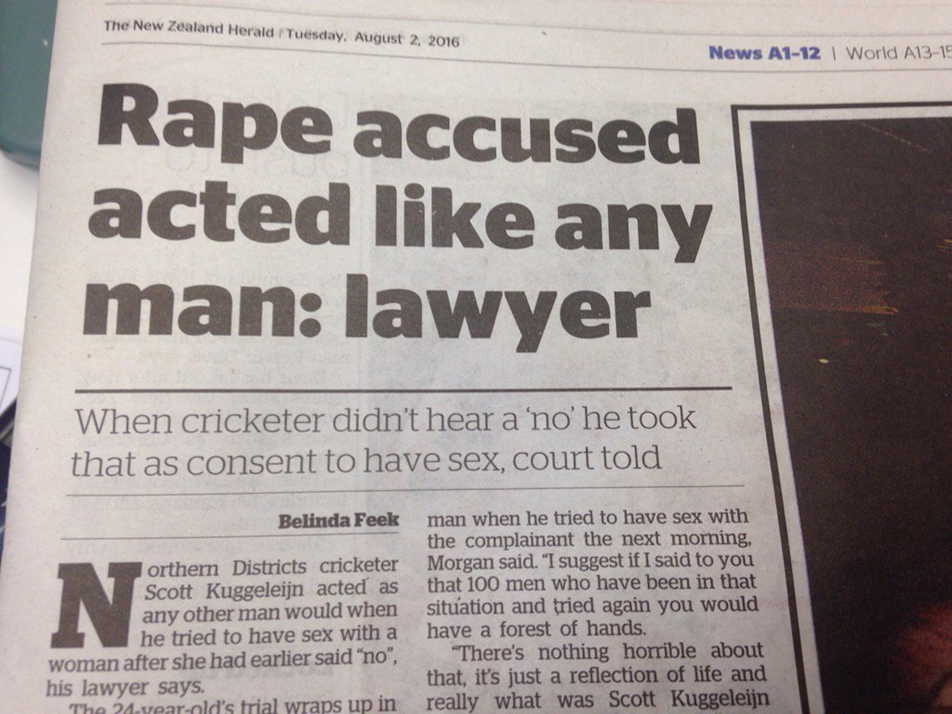 The New Zealand Herald | Tuesday, August 2, 2016
News A1-12 | World A13-15
Rape accused
acted like any
man: lawyer
When cricketer didn't hear a 'no' he took
that as consent to have sex, court told
Belinda Feek
Northern Districts cricketer
Scott Kuggeleijn acted as
any other man would when
he tried to have sex with a
woman after she had earlier said "no",
his lawyer says.
The 24-year-old's trial wraps up in
man when he tried to have sex with
the complainant the next morning,
Morgan said. "I suggest if I said to you
that 100 men who have been in that
situation and tried again you would
have a forest of hands.
"There's nothing horrible about
that, it's just a reflection of life and
really what was Scott Kuggeleijn